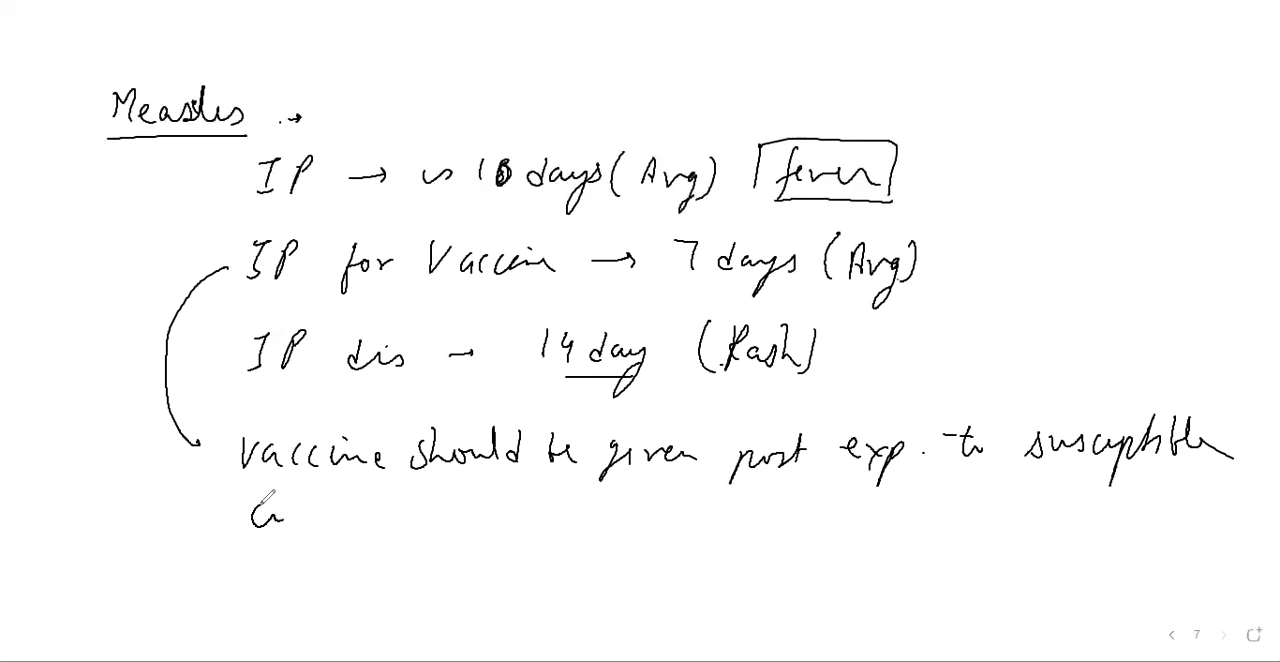 Measles →
IP → ~ 10 days (Avg) fever
IP for Vaccine → 7 days (Avg)
IP dis → 14 day (Rash)
Vaccine should be given post exp. to susceptible
7